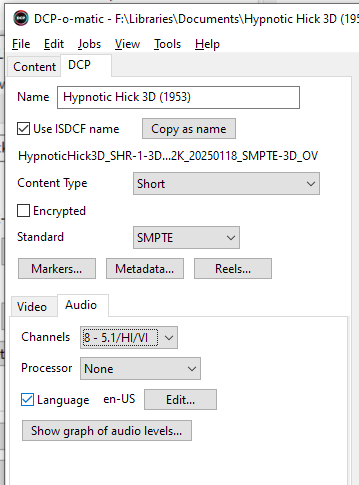 DCP-o-matic - F:\Libraries\Documents\Hypnotic Hick 3D (1953)
File Edit Jobs View Tools Help
Content DCP
Name Hypnotic Hick 3D (1953)
Use ISDCF name Copy as name
HypnoticHick3D_SHR-1-3D...2K_20250118_SMPTE-3D_OV
Content Type Short
Encrypted
Standard SMPTE
Markers... Metadata... Reels...
Video Audio
Channels 8 - 5.1/HI/VI
Processor None
Language en-US Edit...
Show graph of audio levels...